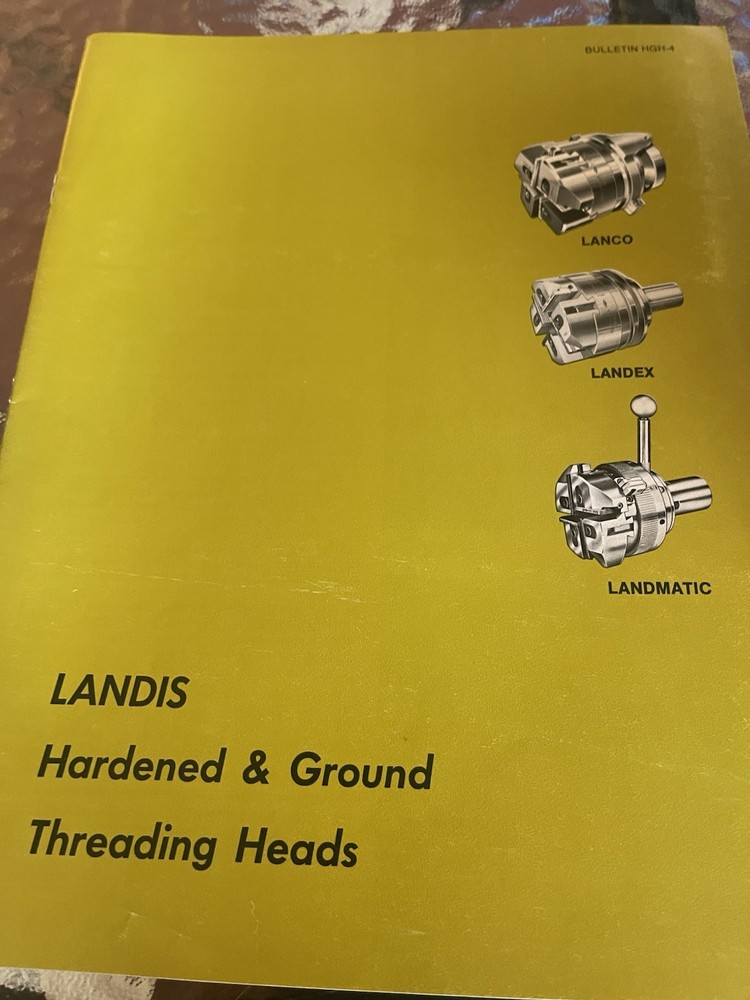 BULLETIN HGH-4
LANCO
LANDEX
LANDMATIC
LANDIS
Hardened & Ground
Threading Heads